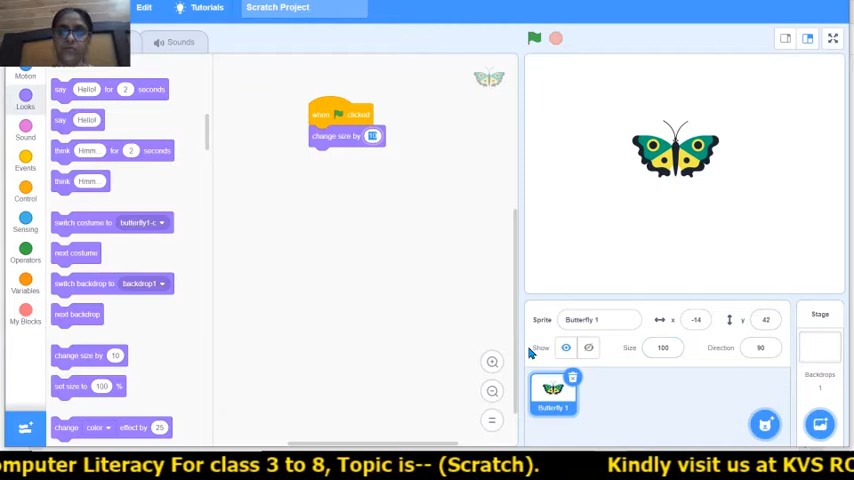 Edit
Tutorials
Scratch Project
Sounds
Motion
Looks
Sound
Events
Control
Sensing
Operators
Variables
My Blocks
say Hello! for 2 seconds
say Hello!
think Hmm... for 2 seconds
think Hmm...
switch costume to butterfly1-c
next costume
switch backdrop to backdrop1
next backdrop
change size by 10
set size to 100 %
change color effect by 25
when clicked
change size by 10
Sprite Butterfly 1 x -14 y 42
Show Size 100 Direction 90
Butterfly 1
Stage
Backdrops
1
omputer Literacy For class 3 to 8, Topic is-- (Scratch). Kindly visit us at KVS RO